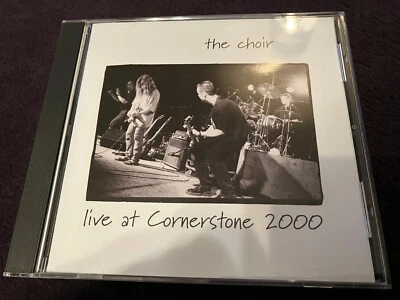 the choir
live at Cornerstone 2000